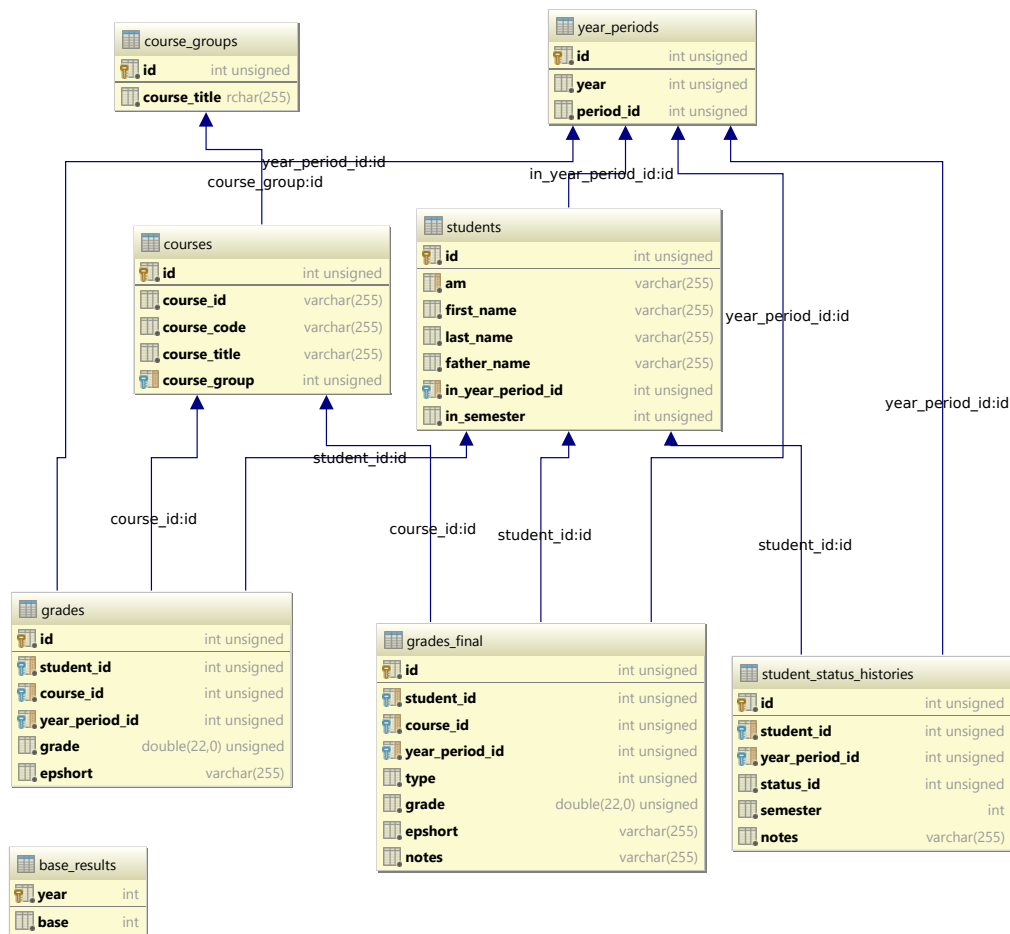 course_groups
id int unsigned
course_title rchar(255)
year_periods
id int unsigned
year int unsigned
period_id int unsigned
year_period_id:id
course_group:id
in_year_period_id:id
courses
id int unsigned
course_id varchar(255)
course_code varchar(255)
course_title varchar(255)
course_group int unsigned
students
id int unsigned
am varchar(255)
first_name varchar(255)
last_name varchar(255)
father_name varchar(255)
in_year_period_id int unsigned
in_semester int unsigned
year_period_id:id
year_period_id:id
student_id:id
course_id:id
course_id:id
student_id:id
student_id:id
grades
id int unsigned
student_id int unsigned
course_id int unsigned
year_period_id int unsigned
grade double(22,0) unsigned
epshort varchar(255)
grades_final
id int unsigned
student_id int unsigned
course_id int unsigned
year_period_id int unsigned
type int unsigned
grade double(22,0) unsigned
epshort varchar(255)
notes varchar(255)
student_status_histories
id int unsigned
student_id int unsigned
year_period_id int unsigned
status_id int unsigned
semester int
notes varchar(255)
base_results
year int
base int